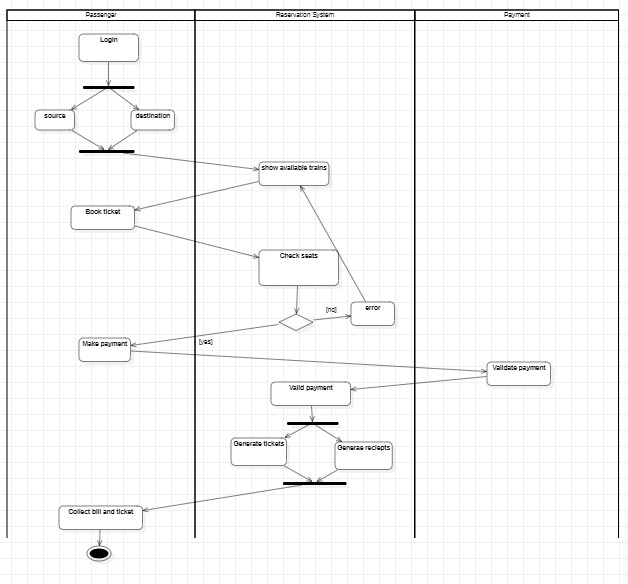 Passenger
Reservation System
Payment
Login
source
destination
show available trains
Book ticket
Check seats
[no]
error
[yes]
Make payment
Validate payment
Valid payment
Generate tickets
Generae reciepts
Collect bill and ticket